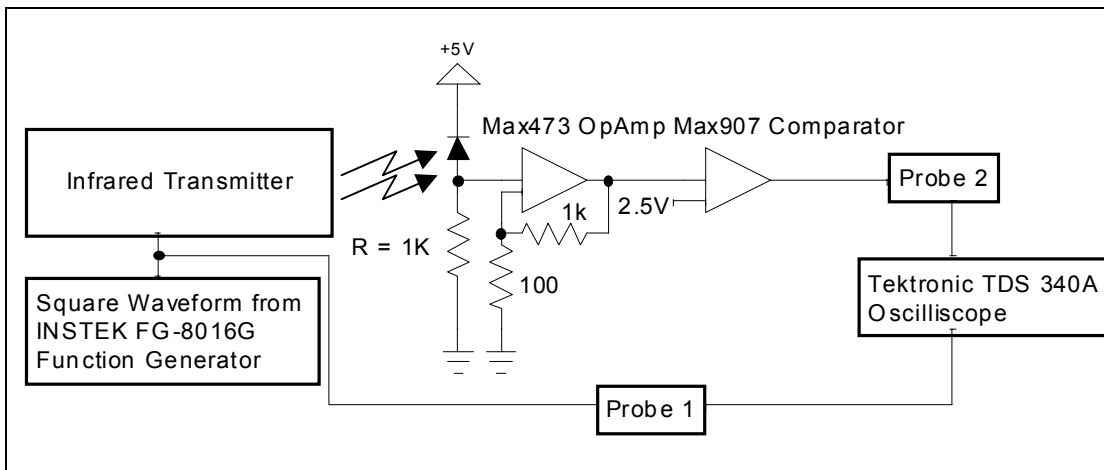 +5V
Max473 OpAmp Max907 Comparator
Infrared Transmitter
Probe 2
2.5V
1k
R = 1K
100
Square Waveform from
INSTEK FG-8016G
Function Generator
Tektronic TDS 340A
Oscilliscope
Probe 1